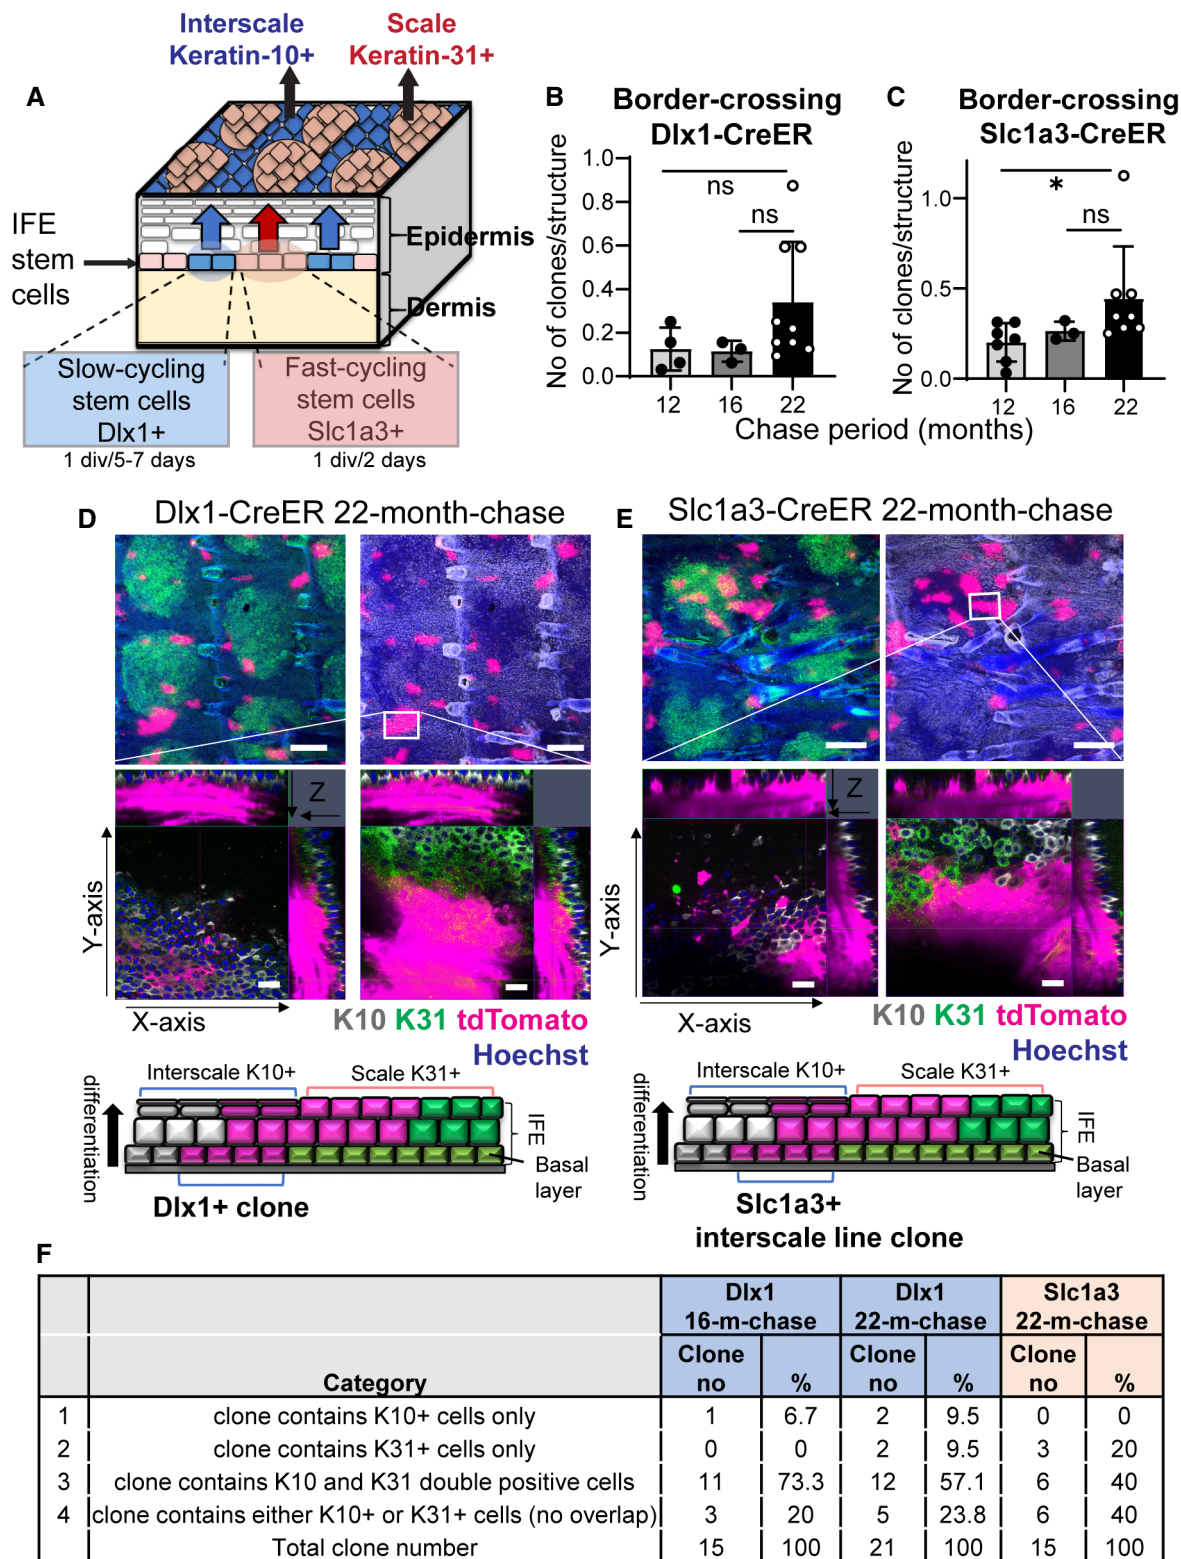 Interscale
Keratin-10+
Scale
Keratin-31+
A
IFE
stem
cells
Epidermis
Dermis
Slow-cycling
stem cells
Dlx1+
1 div/5-7 days
Fast-cycling
stem cells
Slc1a3+
1 div/2 days
B
Border-crossing
Dlx1-CreER
No of clones/structure
1.0
0.8
0.6
0.4
0.2
0.0
ns
ns
12
16
22
C
Border-crossing
Slc1a3-CreER
No of clones/structure
1.0
0.5
0.0
*
ns
12
16
22
Chase period (months)
D
Dlx1-CreER 22-month-chase
Z
Y-axis
X-axis
K10 K31 tdTomato
Hoechst
differentiation
Interscale K10+
Scale K31+
IFE
Basal
layer
Dlx1+ clone
E
Slc1a3-CreER 22-month-chase
Z
Y-axis
X-axis
K10 K31 tdTomato
Hoechst
differentiation
Interscale K10+
Scale K31+
IFE
Basal
layer
Slc1a3+
interscale line clone
F
Dlx1 16-m-chase Dlx1 22-m-chase Slc1a3 22-m-chase
Category Clone no % Clone no % Clone no %
1 clone contains K10+ cells only 1 6.7 2 9.5 0 0
2 clone contains K31+ cells only 0 0 2 9.5 3 20
3 clone contains K10 and K31 double positive cells 11 73.3 12 57.1 6 40
4 clone contains either K10+ or K31+ cells (no overlap) 3 20 5 23.8 6 40
Total clone number 15 100 21 100 15 100